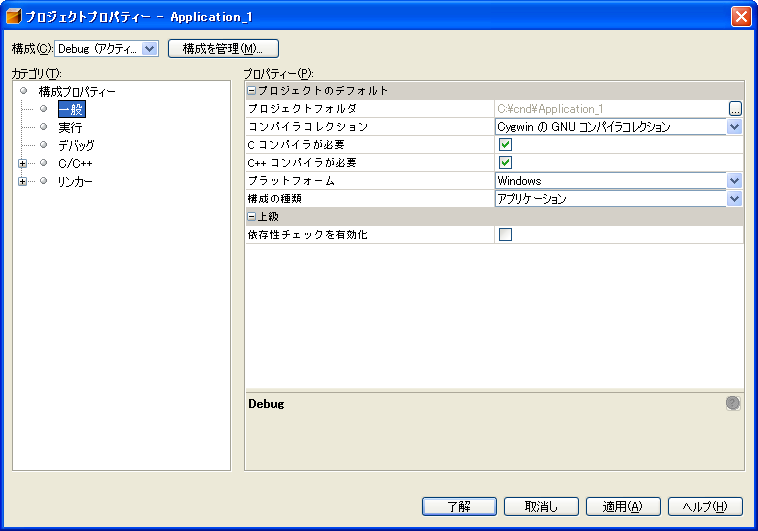 プロジェクトプロパティー - Application_1
構成(C): Debug (アクティ... 構成を管理(M)...
カテゴリ(T): プロパティー(P):
構成プロパティー
一般
実行
デバッグ
C/C++
リンカー
プロジェクトのデフォルト
プロジェクトフォルダ C:¥cnd¥Application_1 ...
コンパイラコレクション Cygwin の GNU コンパイラコレクション
C コンパイラが必要
C++ コンパイラが必要
プラットフォーム Windows
構成の種類 アプリケーション
上級
依存性チェックを有効化
Debug ?
了解 取消し 適用(A) ヘルプ(H)